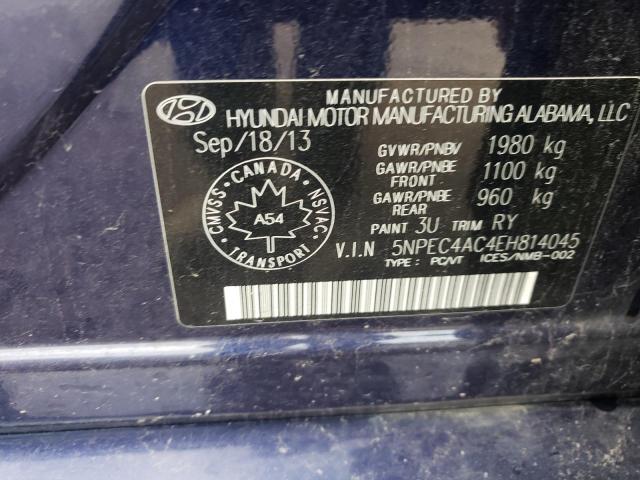 MANUFACTURED BY
HYUNDAI MOTOR MANUFACTURING ALABAMA, LLC
Sep/18/13
GVWR/PNBV 1980 kg
GAWR/PNBE FRONT 1100 kg
GAWR/PNBE REAR 960 kg
PAINT 3U TRIM RY
V.I.N 5NPEC4AC4EH814045
TYPE : PC/VT ICES/NMB-002
CANADA
CMVSS NSVAC
A54
TRANSPORT